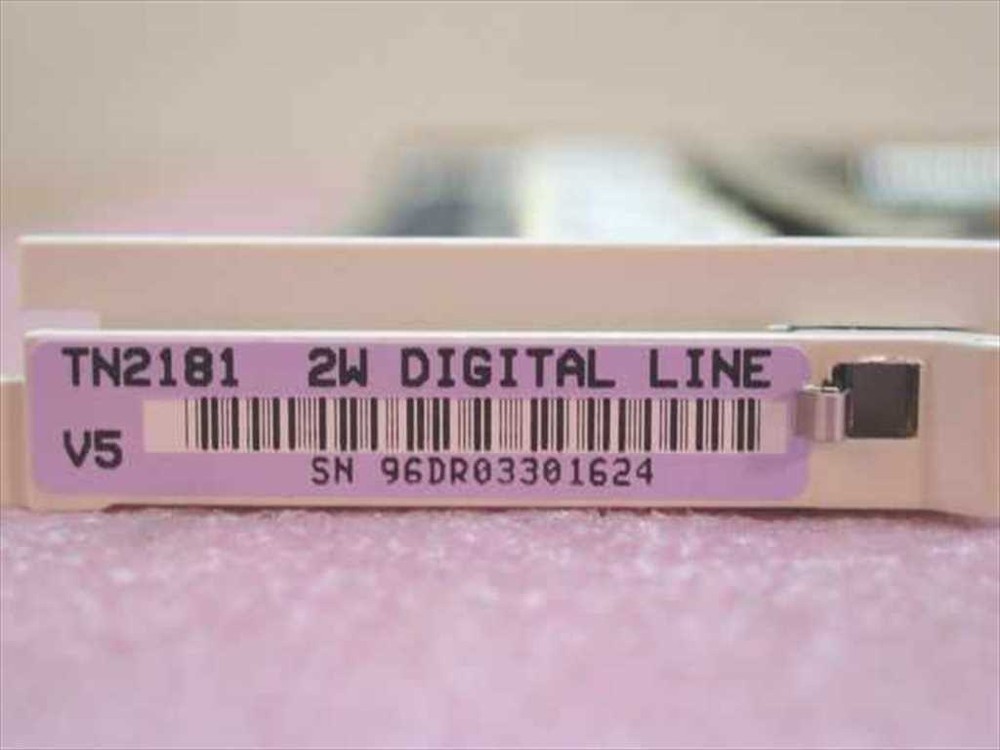 TN2181 2W DIGITAL LINE
V5
SN 96DR03301624